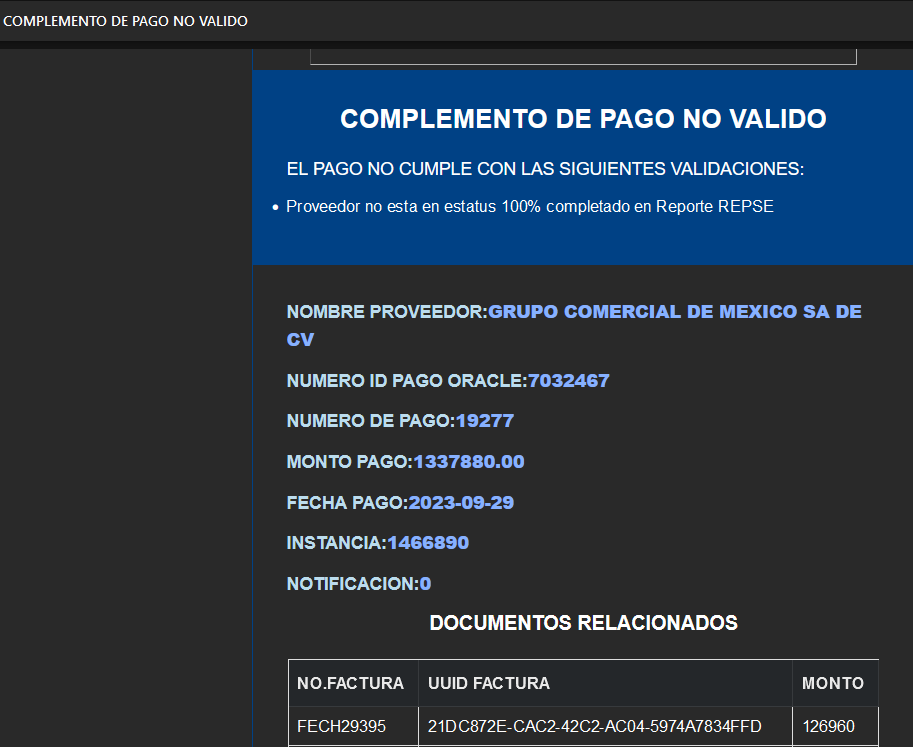 COMPLEMENTO DE PAGO NO VALIDO
COMPLEMENTO DE PAGO NO VALIDO
EL PAGO NO CUMPLE CON LAS SIGUIENTES VALIDACIONES:
• Proveedor no esta en estatus 100% completado en Reporte REPSE
NOMBRE PROVEEDOR:GRUPO COMERCIAL DE MEXICO SA DE
CV
NUMERO ID PAGO ORACLE:7032467
NUMERO DE PAGO:19277
MONTO PAGO:1337880.00
FECHA PAGO:2023-09-29
INSTANCIA:1466890
NOTIFICACION:0
DOCUMENTOS RELACIONADOS
NO.FACTURA UUID FACTURA MONTO
FECH29395 21DC872E-CAC2-42C2-AC04-5974A7834FFD 126960